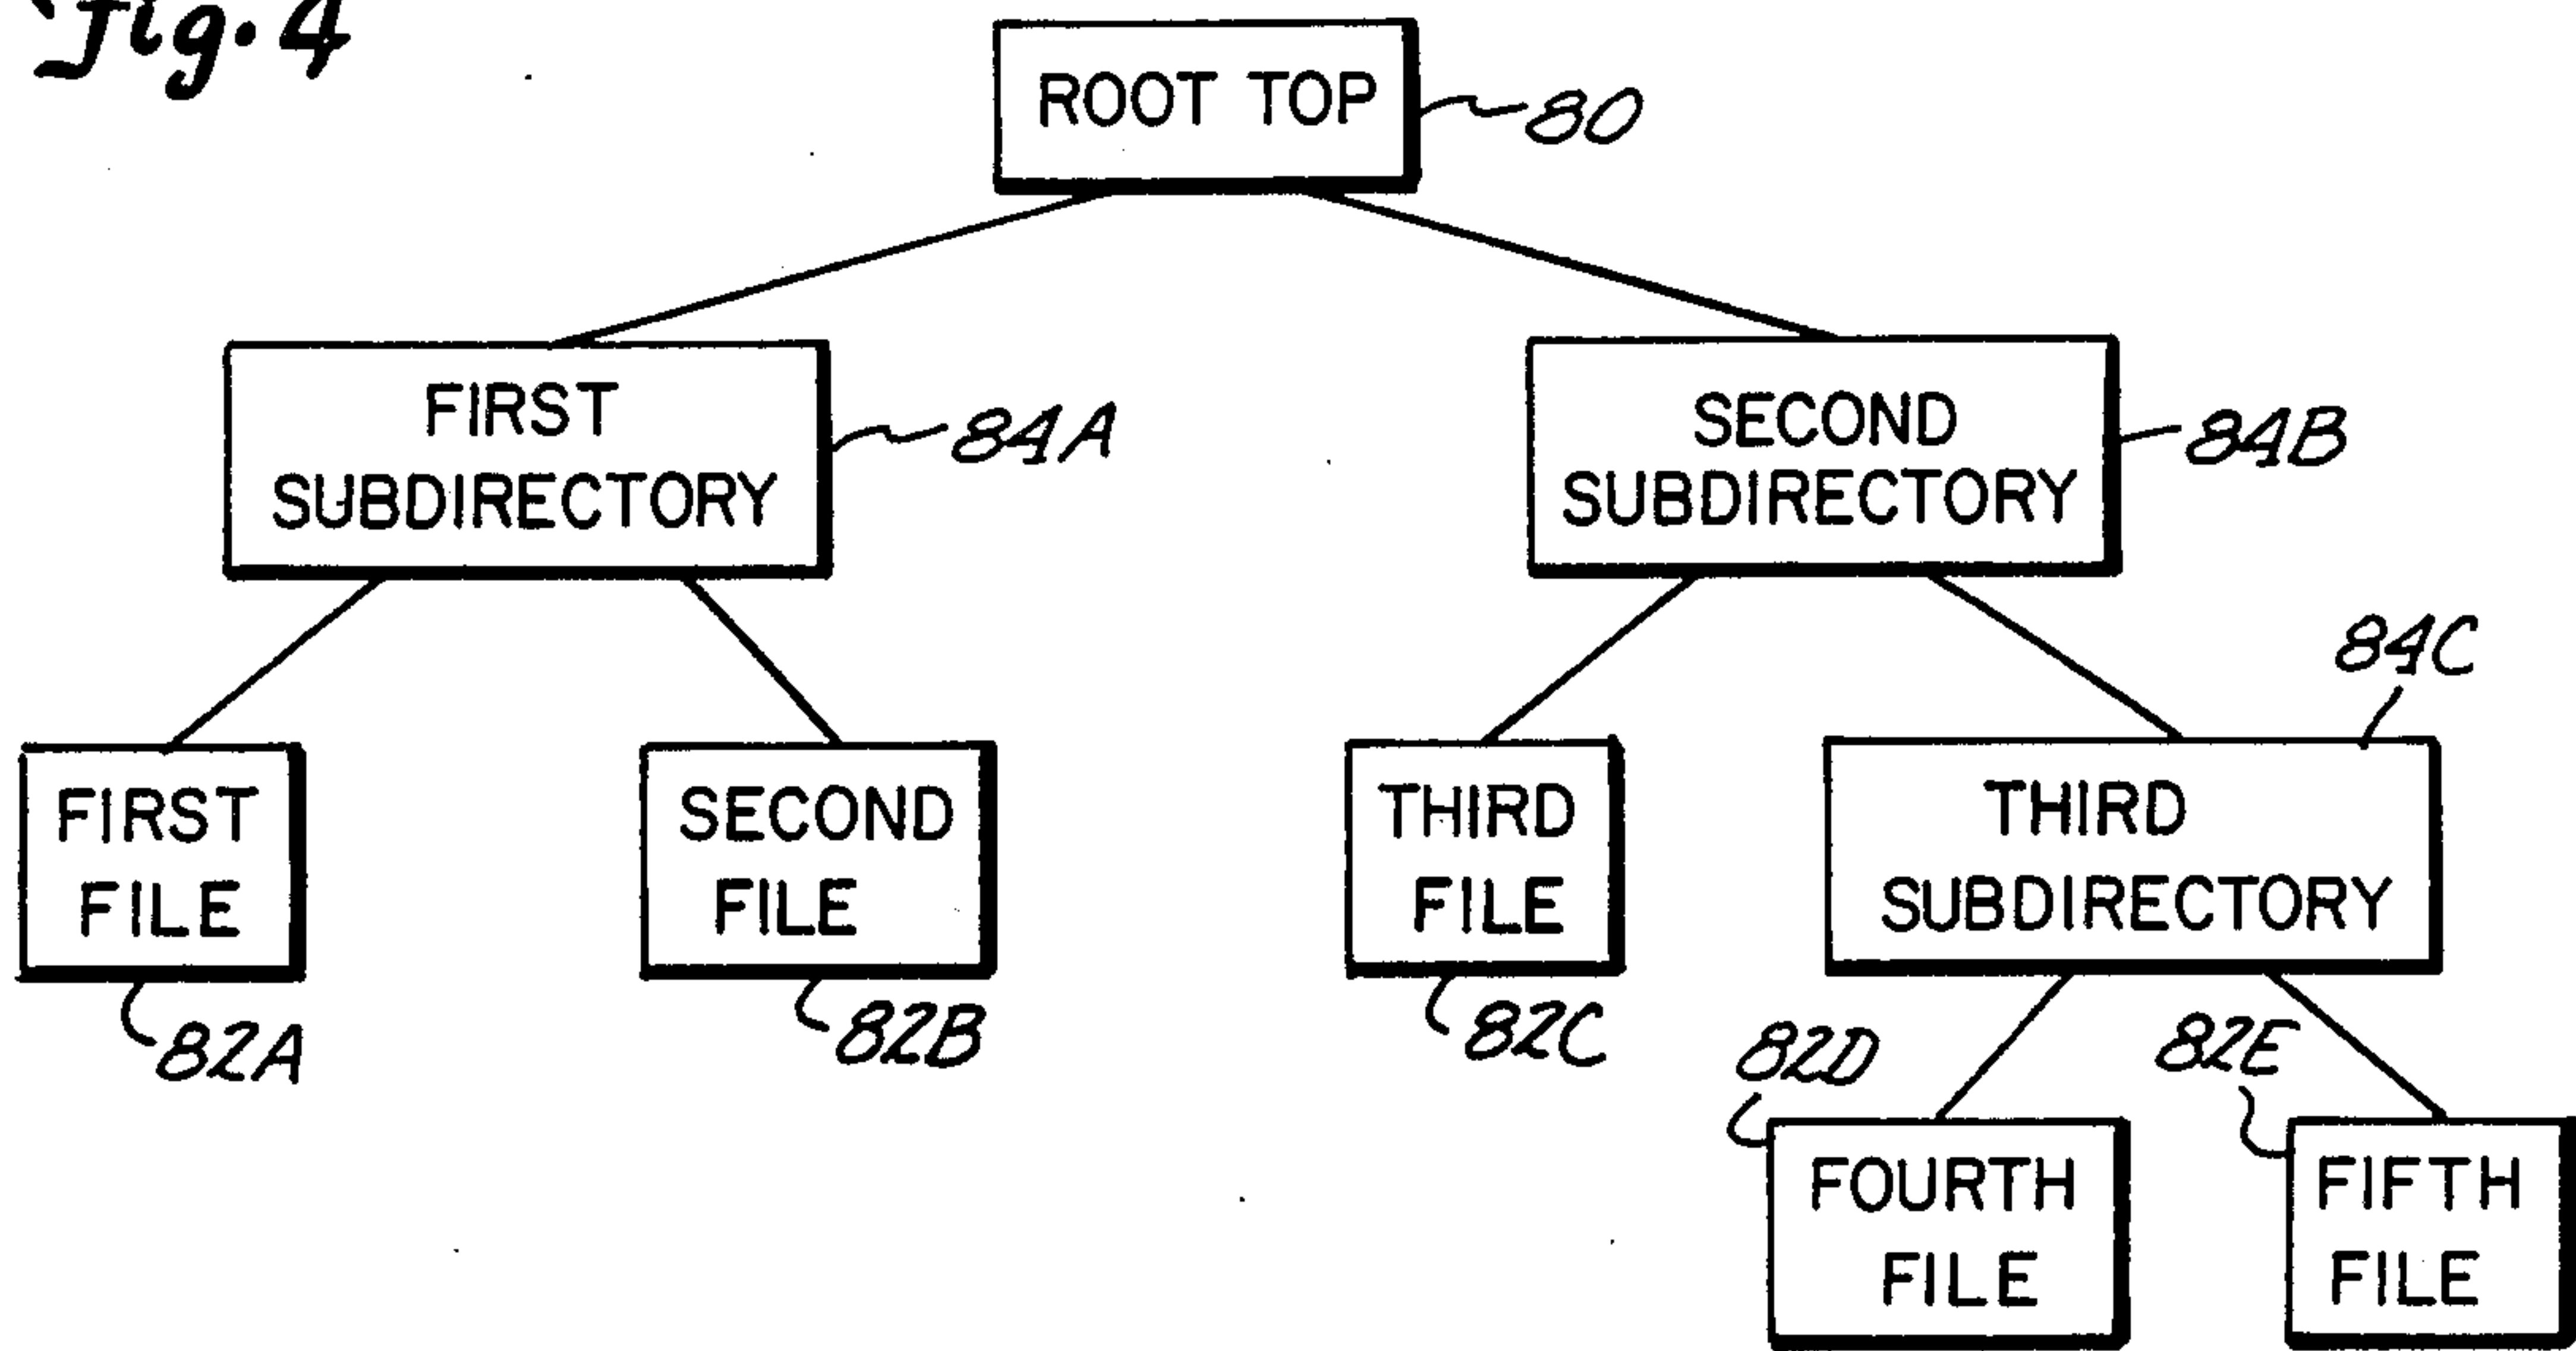 Fig. 4
ROOT TOP
80
FIRST
SUBDIRECTORY
84A
SECOND
SUBDIRECTORY
84B
84C
FIRST
FILE
82A
SECOND
FILE
82B
THIRD
FILE
82C
THIRD
SUBDIRECTORY
82D
82E
FOURTH
FILE
FIFTH
FILE